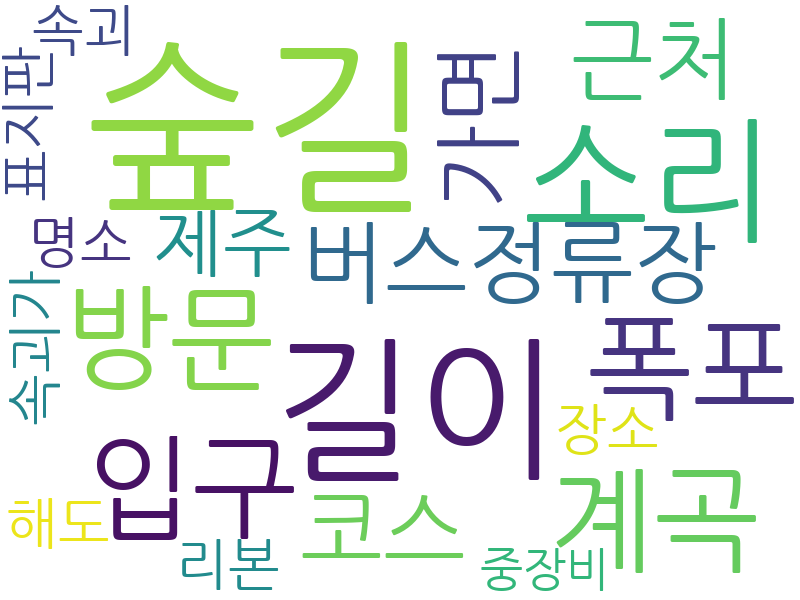 속괴
숲길
가면
근처
표지판
소리
명소
제주
버스정류장
속괴가
방문
길이
폭포
입구
장소
해도
리본
코스
중장비
계곡